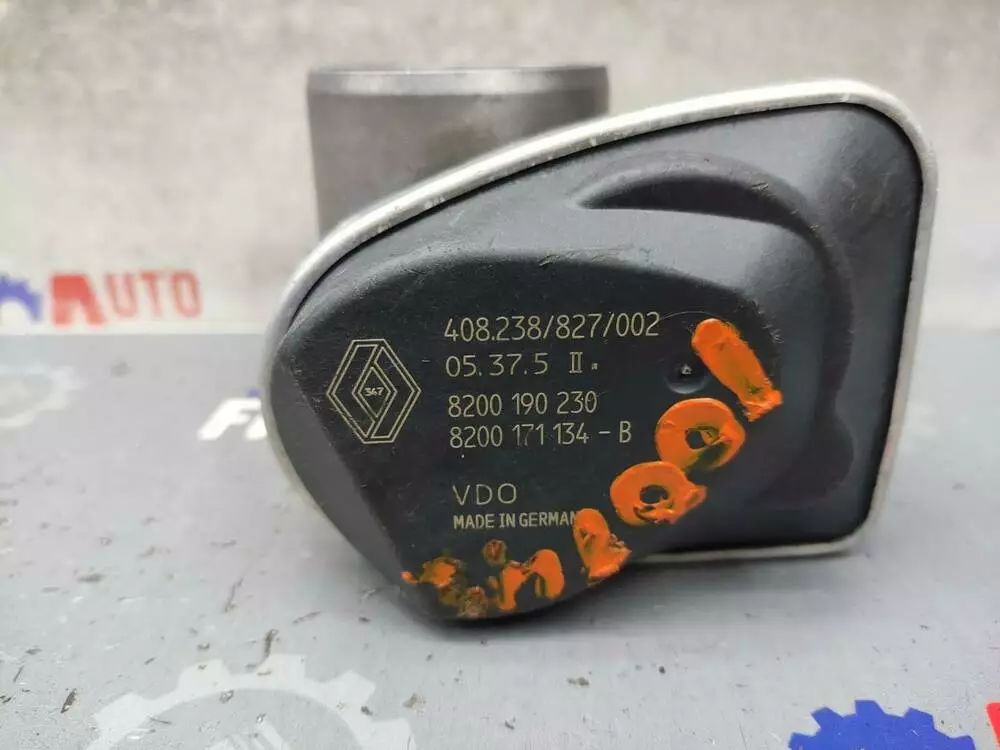 AUTO
408.238/827/002
05.37.5 II
347
8200 190 230
8200 171 134 - B
VDO
MADE IN GERMAN